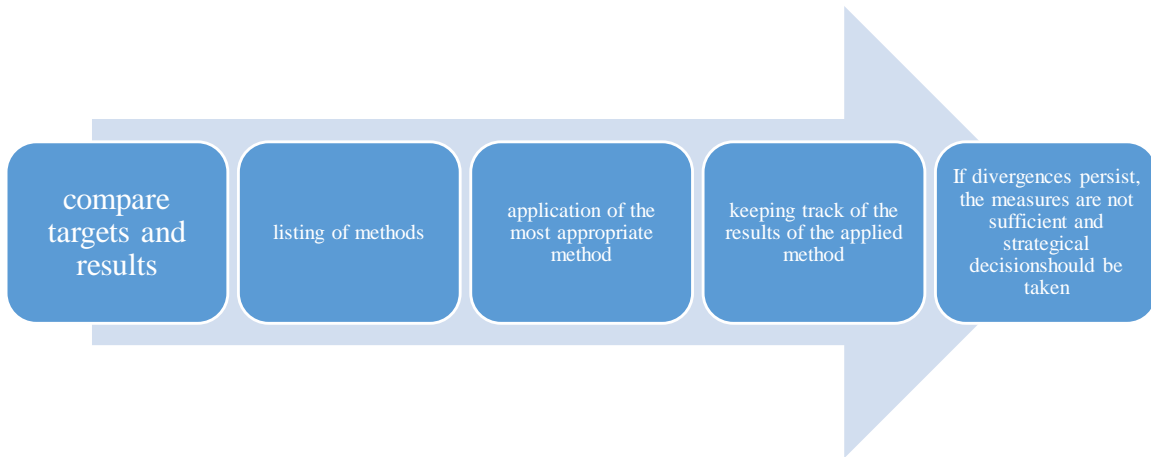 compare
targets and
results
listing of methods
application of the
most appropriate
method
keeping track of the
results of the applied
method
If divergences persist,
the measures are not
sufficient and
strategical
decisionshould be
taken